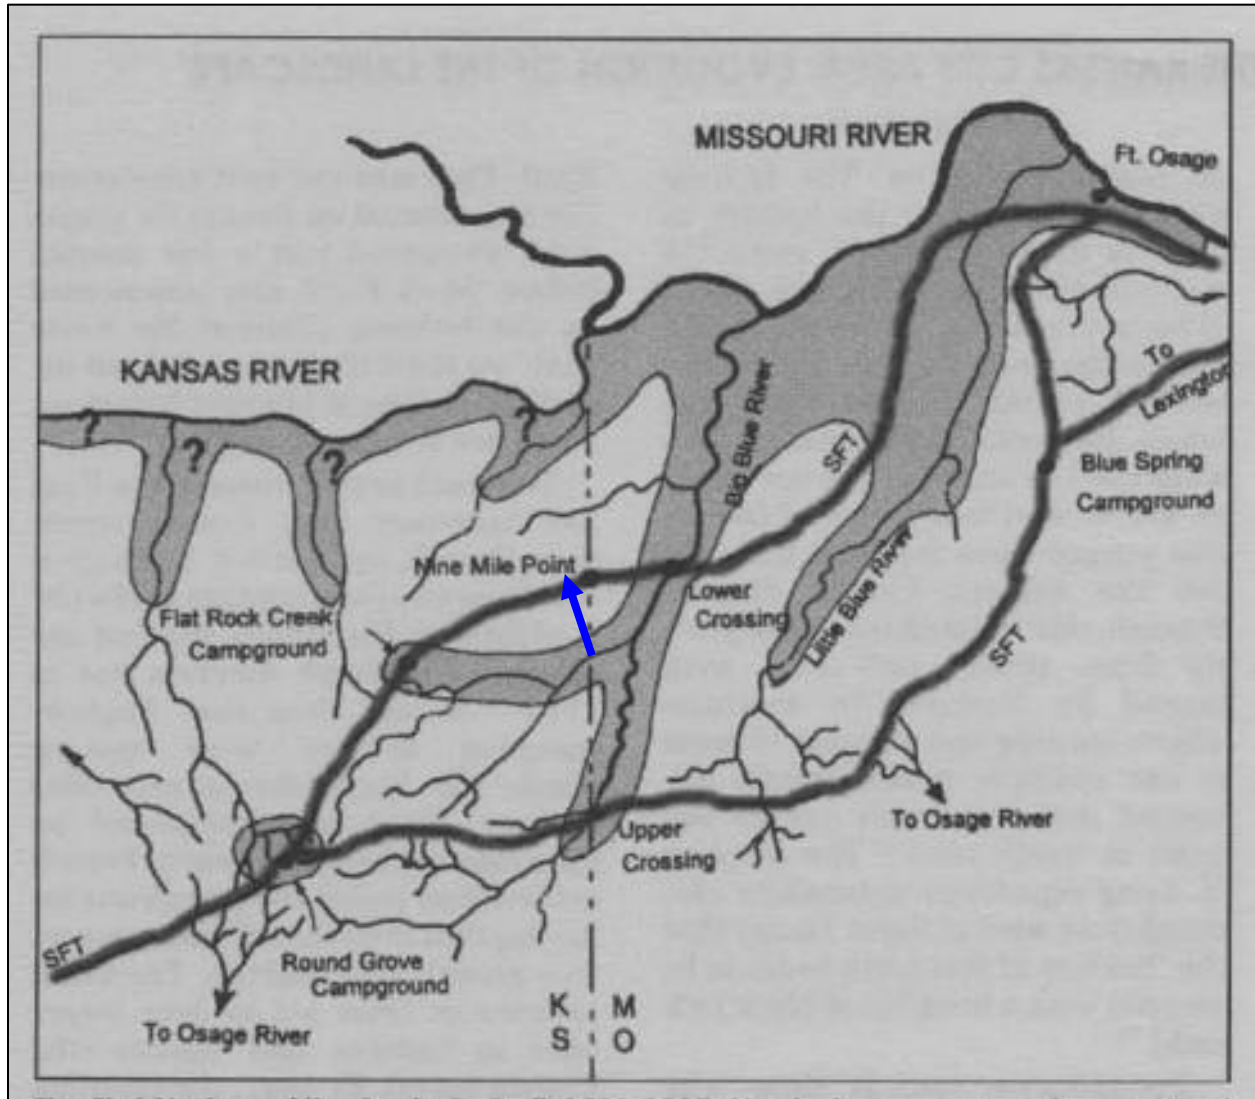 MISSOURI RIVER
Ft. Osage
KANSAS RIVER
?
?
?
?
Big Blue River
SFT
To
Lexington
Blue Spring
Campground
Nine Mile Point
Lower
Crossing
Little Blue River
Flat Rock Creek
Campground
SFT
To Osage River
Upper
Crossing
SFT
Round Grove
Campground
To Osage River
K M
S O